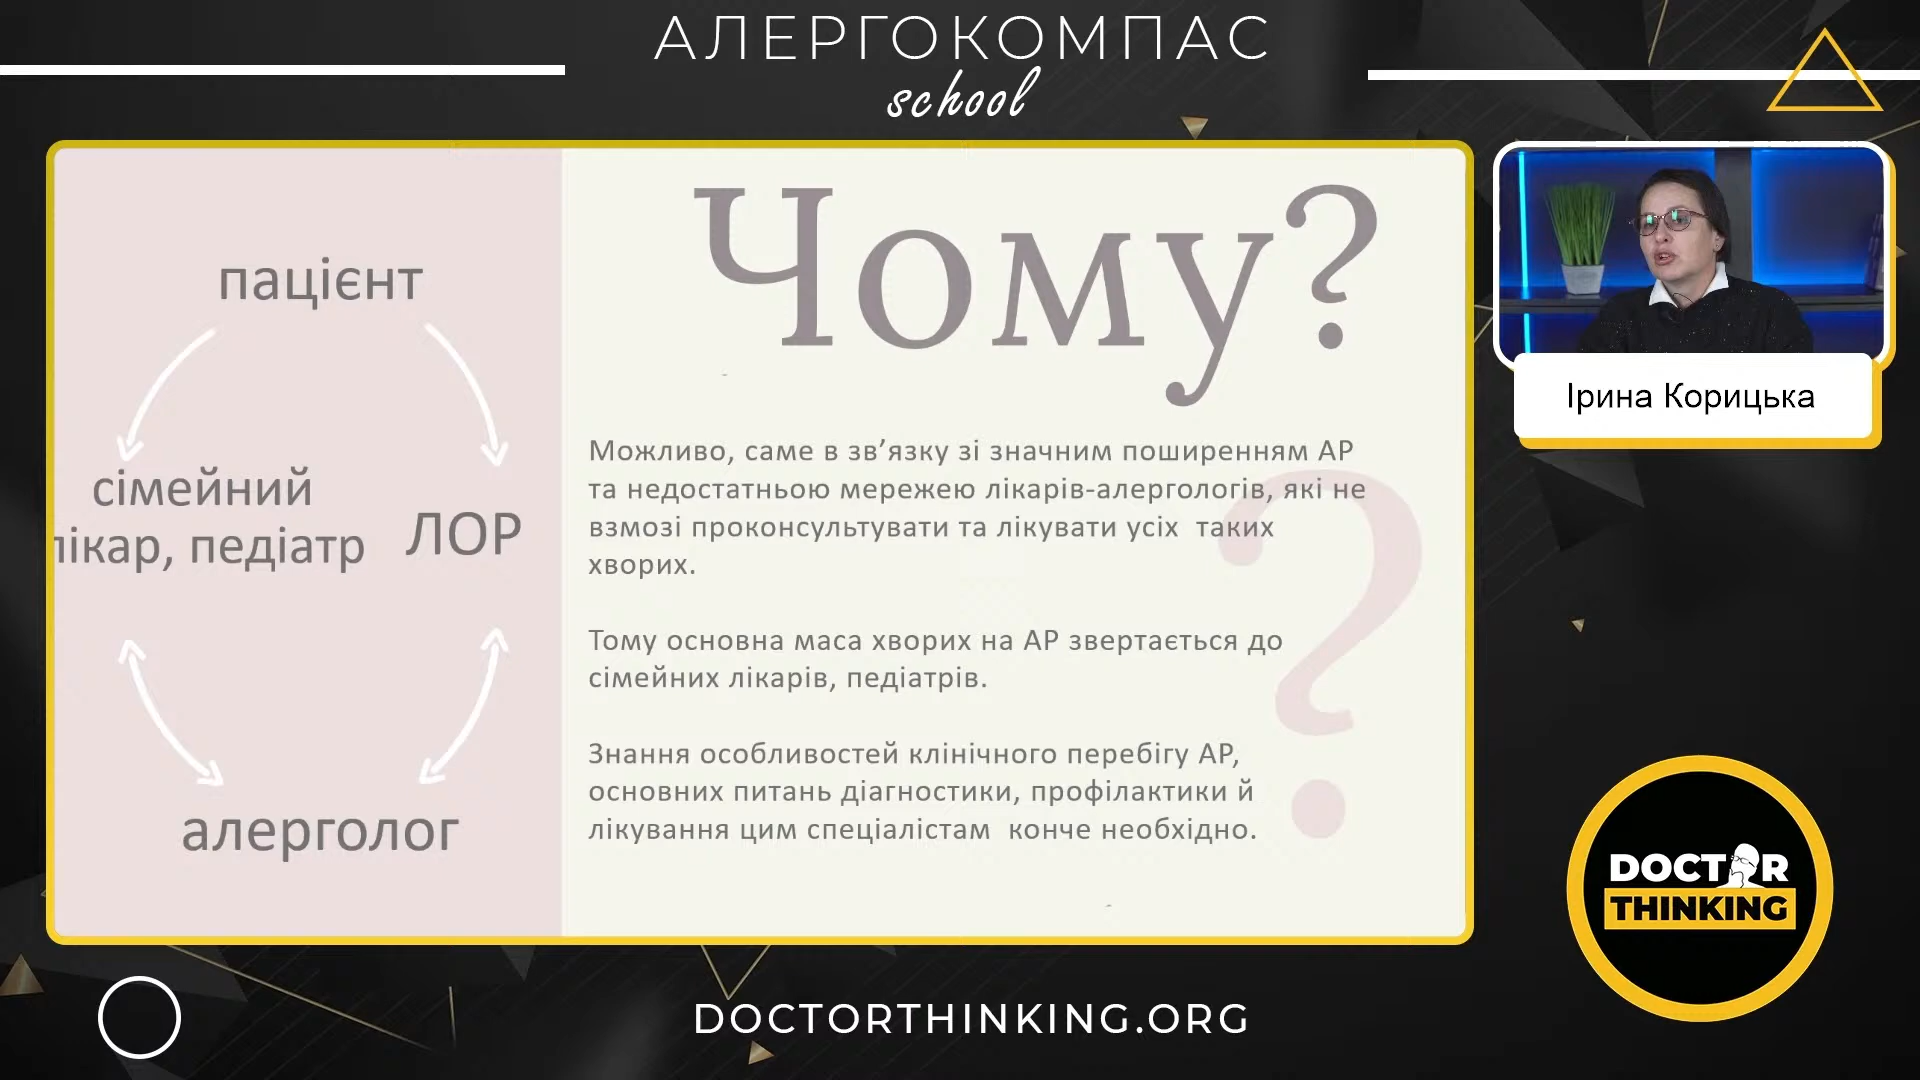 АЛЕРГОКОМПАС
school
пацієнт
сімейний
лікар, педіатр
ЛОР
алерголог
Чому?
Можливо, саме в зв’язку зі значним поширенням АР
та недостатньою мережею лікарів-алергологів, які не
взмозі проконсультувати та лікувати усіх таких
хворих.
Тому основна маса хворих на АР звертається до
сімейних лікарів, педіатрів.
Знання особливостей клінічного перебігу АР,
основних питань діагностики, профілактики й
лікування цим спеціалістам конче необхідно.
?
Ірина Корицька
DOCTOR
THINKING
DOCTORTHINKING.ORG